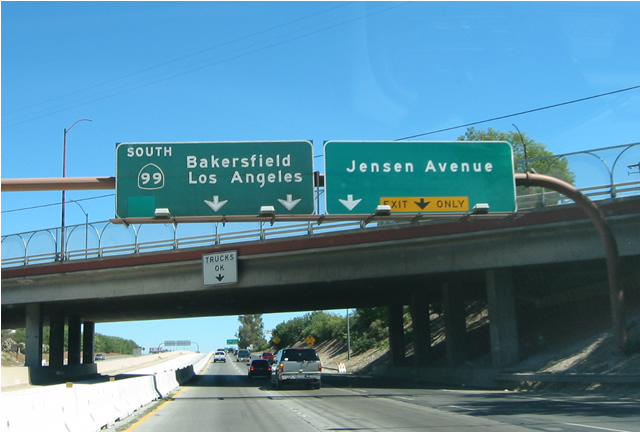 SOUTH
99
Bakersfield
Los Angeles
Jensen Avenue
EXIT ONLY
TRUCKS
OK